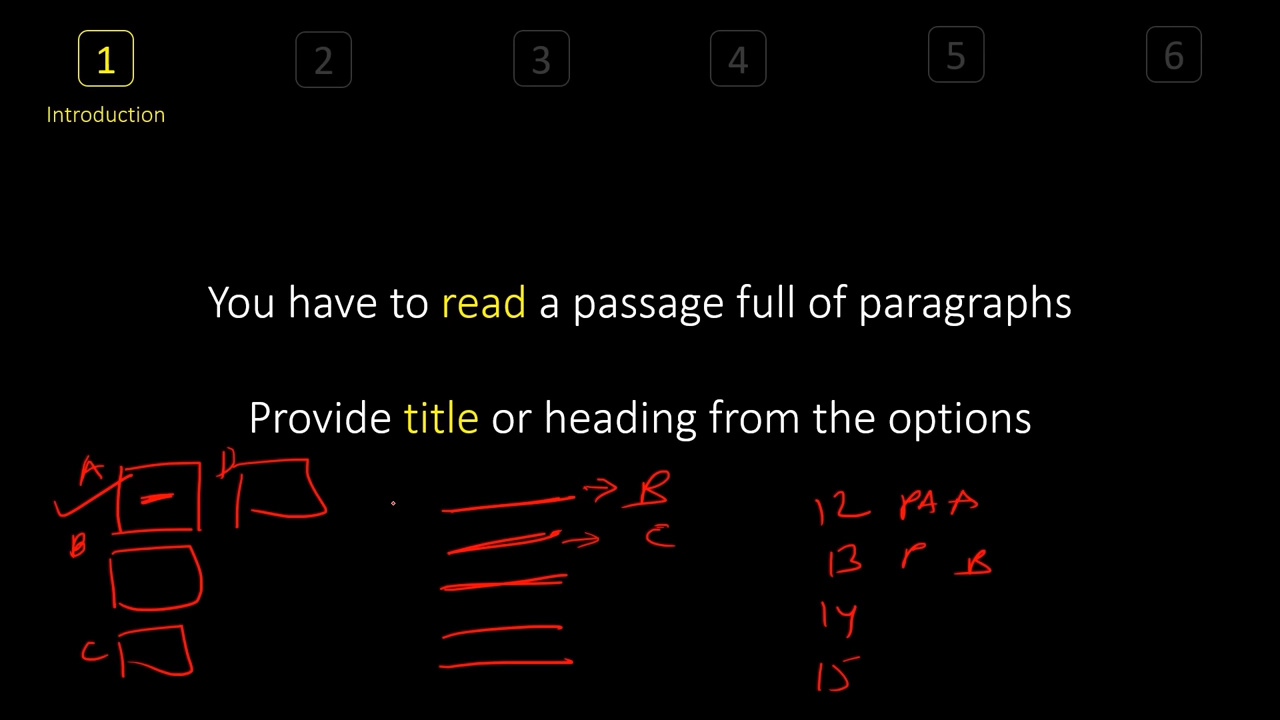 1 2 3 4 5 6
Introduction
You have to read a passage full of paragraphs
Provide title or heading from the options
A D
B
C
B
C
12 PA A
13 P B
14
15